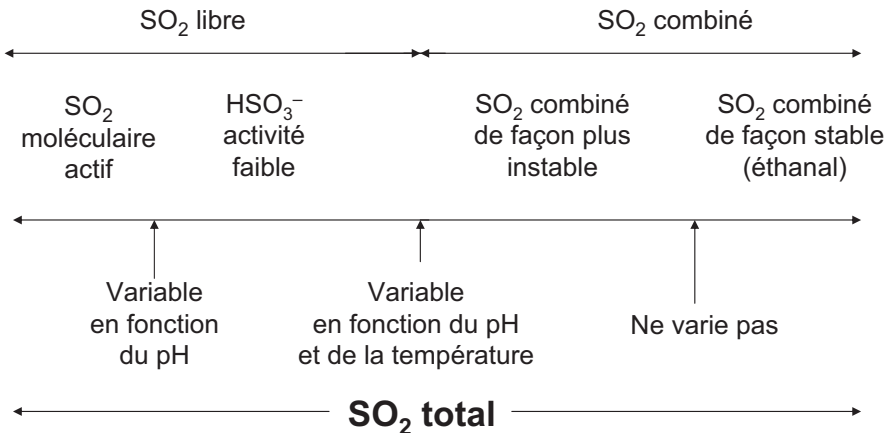 SO₂ libre
SO₂ combiné
SO₂
moléculaire
actif
HSO₃⁻
activité
faible
SO₂ combiné
de façon plus
instable
SO₂ combiné
de façon stable
(éthanal)
Variable
en fonction
du pH
Variable
en fonction du pH
et de la température
Ne varie pas
SO₂ total